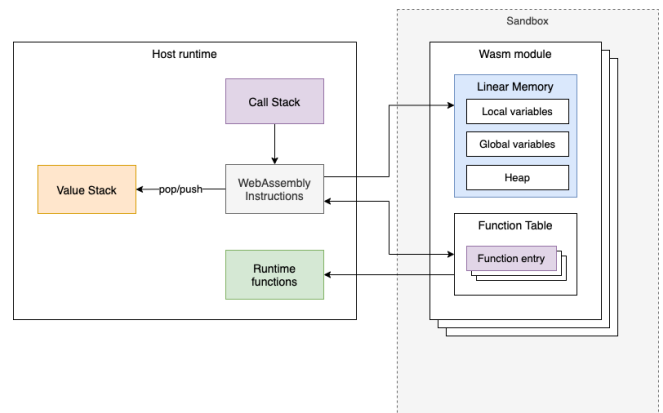 Sandbox
Host runtime
Wasm module
Call Stack
Linear Memory
Local variables
Global variables
Heap
Value Stack
pop/push
WebAssembly
Instructions
Function Table
Function entry
Runtime
functions